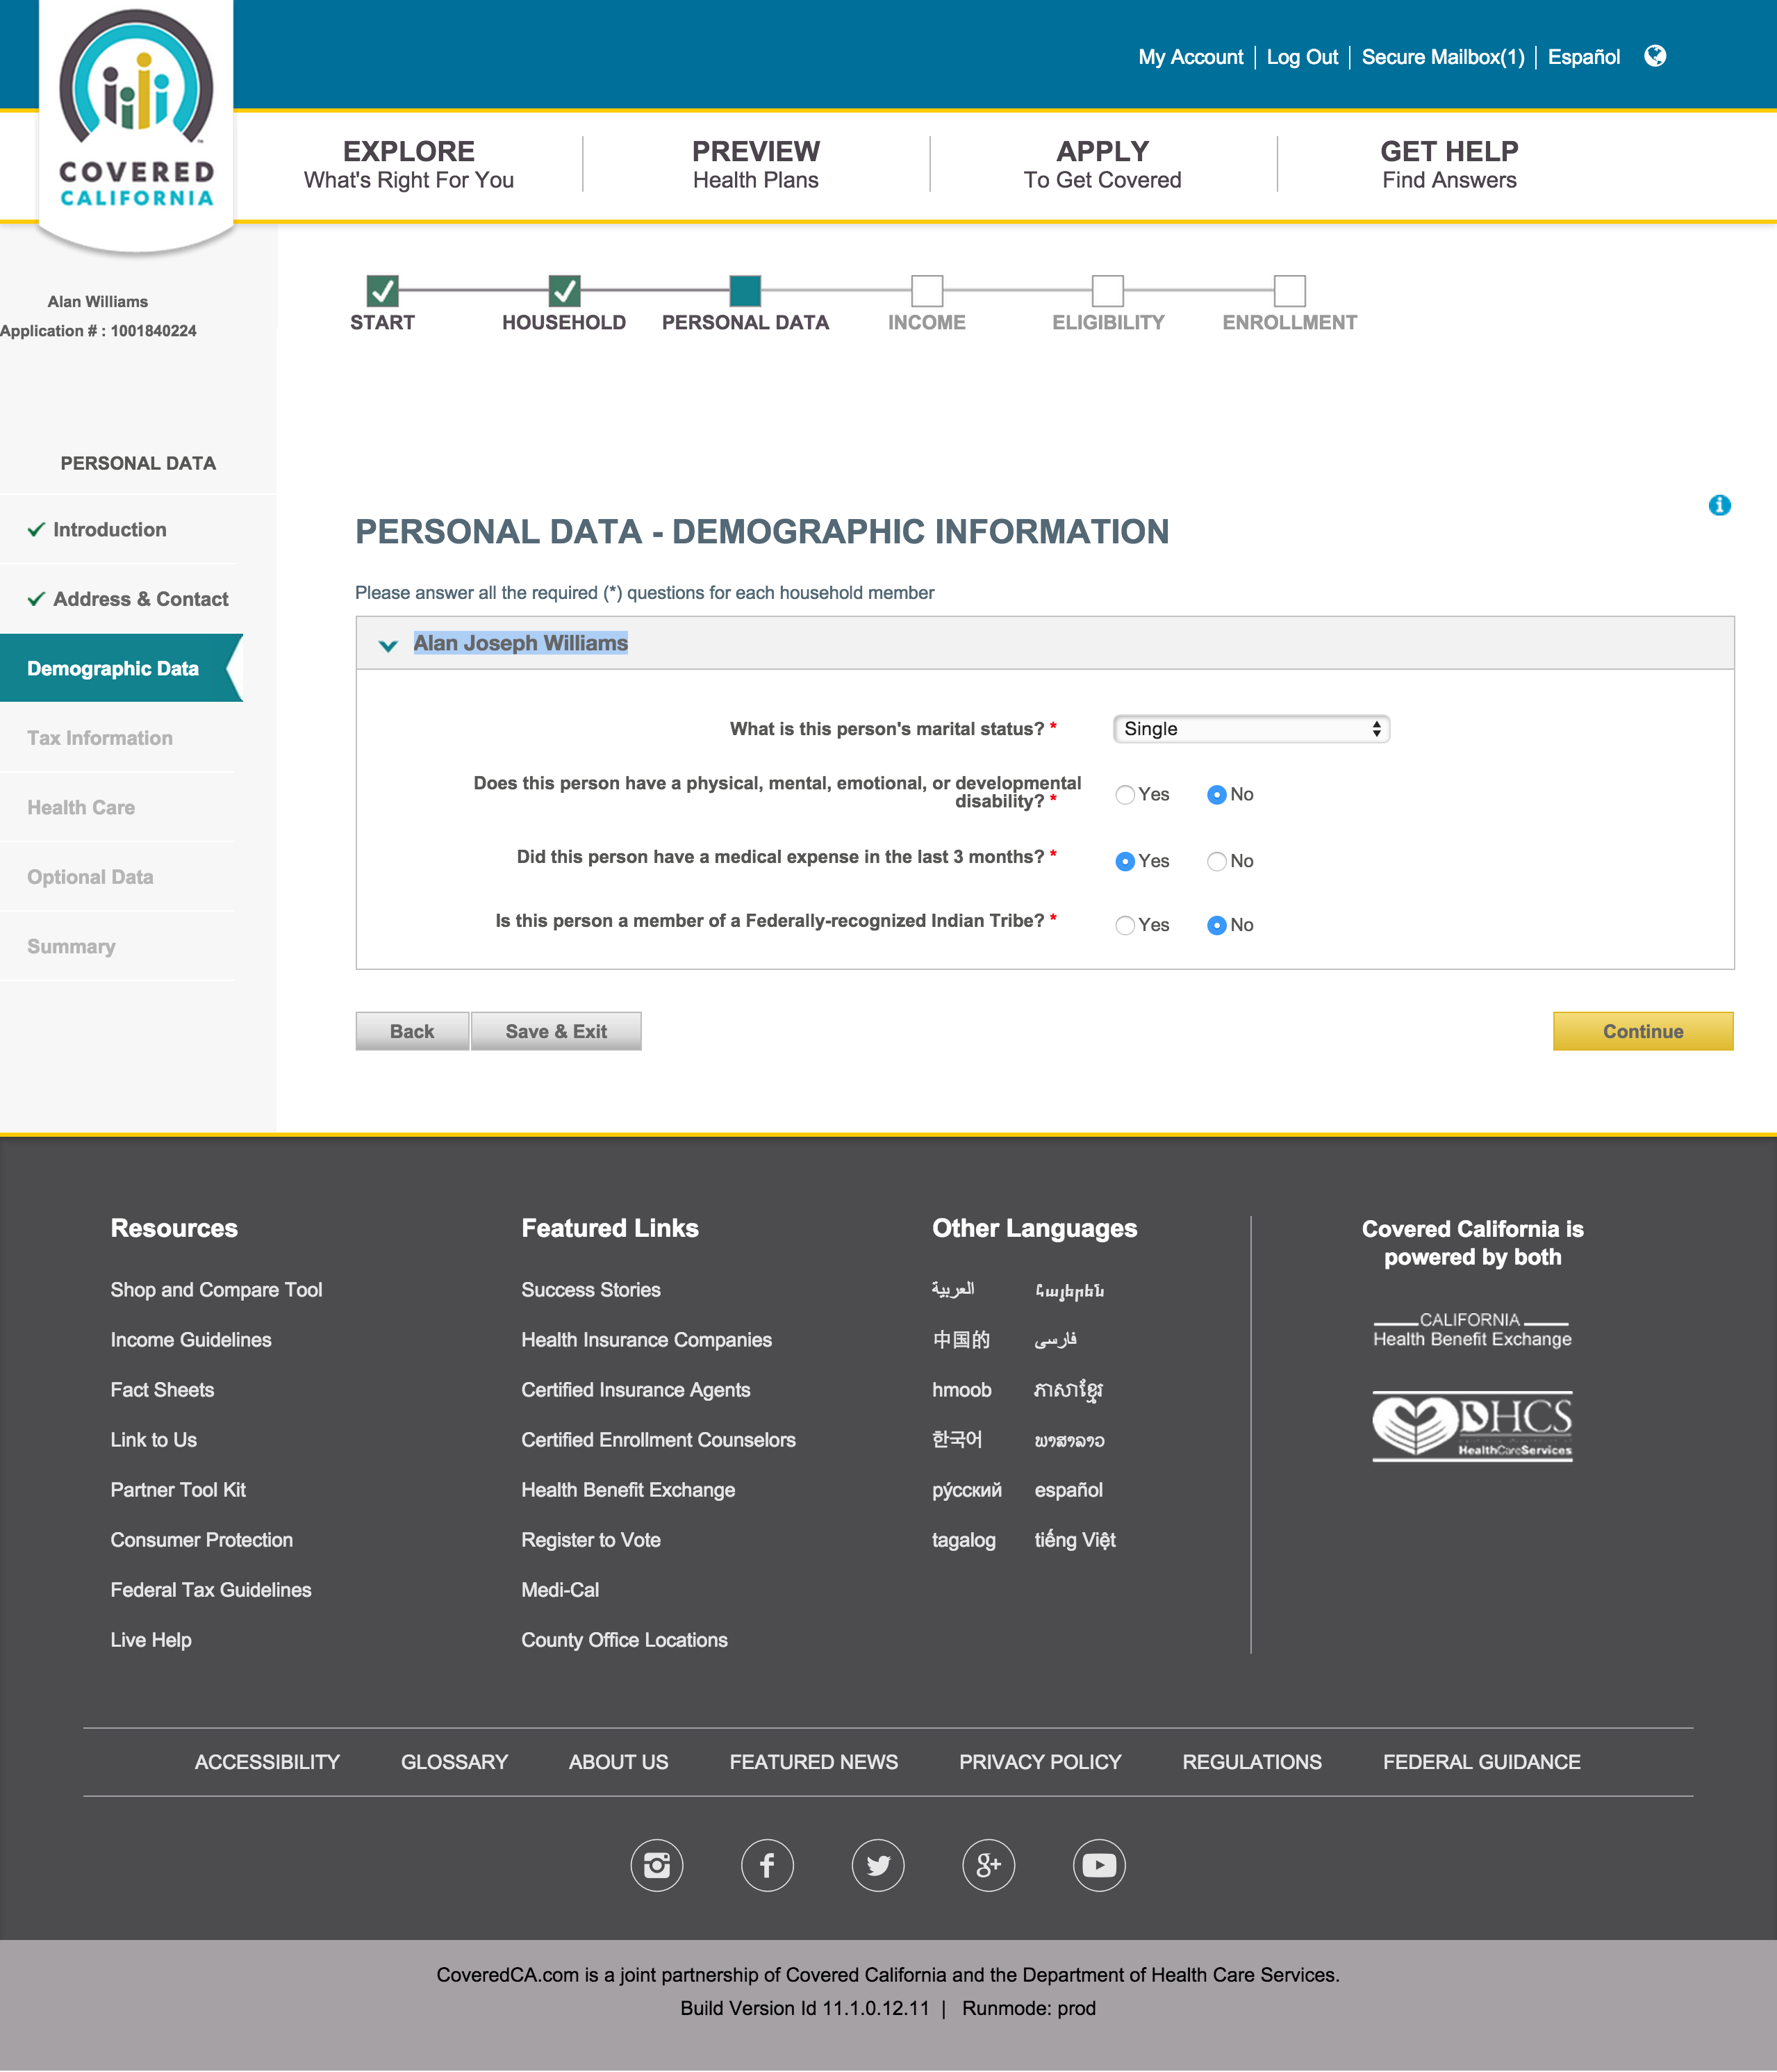 My Account | Log Out | Secure Mailbox(1) | Español
COVERED
CALIFORNIA
EXPLORE
What's Right For You
PREVIEW
Health Plans
APPLY
To Get Covered
GET HELP
Find Answers
Alan Williams
Application # : 1001840224
START HOUSEHOLD PERSONAL DATA INCOME ELIGIBILITY ENROLLMENT
PERSONAL DATA
Introduction
Address & Contact
Demographic Data
Tax Information
Health Care
Optional Data
Summary
PERSONAL DATA - DEMOGRAPHIC INFORMATION
Please answer all the required (*) questions for each household member
Alan Joseph Williams
What is this person's marital status? * Single
Does this person have a physical, mental, emotional, or developmental
disability? * Yes No
Did this person have a medical expense in the last 3 months? * Yes No
Is this person a member of a Federally-recognized Indian Tribe? * Yes No
Back Save & Exit Continue
Resources
Shop and Compare Tool
Income Guidelines
Fact Sheets
Link to Us
Partner Tool Kit
Consumer Protection
Federal Tax Guidelines
Live Help
Featured Links
Success Stories
Health Insurance Companies
Certified Insurance Agents
Certified Enrollment Counselors
Health Benefit Exchange
Register to Vote
Medi-Cal
County Office Locations
Other Languages
العربية Հայերեն
中国的 فارسی
hmoob ភាសាខ្មែរ
한국어 ພາສາລາວ
ру́сский español
tagalog tiếng Việt
Covered California is
powered by both
CALIFORNIA
Health Benefit Exchange
DHCS
HealthCareServices
ACCESSIBILITY GLOSSARY ABOUT US FEATURED NEWS PRIVACY POLICY REGULATIONS FEDERAL GUIDANCE
CoveredCA.com is a joint partnership of Covered California and the Department of Health Care Services.
Build Version Id 11.1.0.12.11 | Runmode: prod